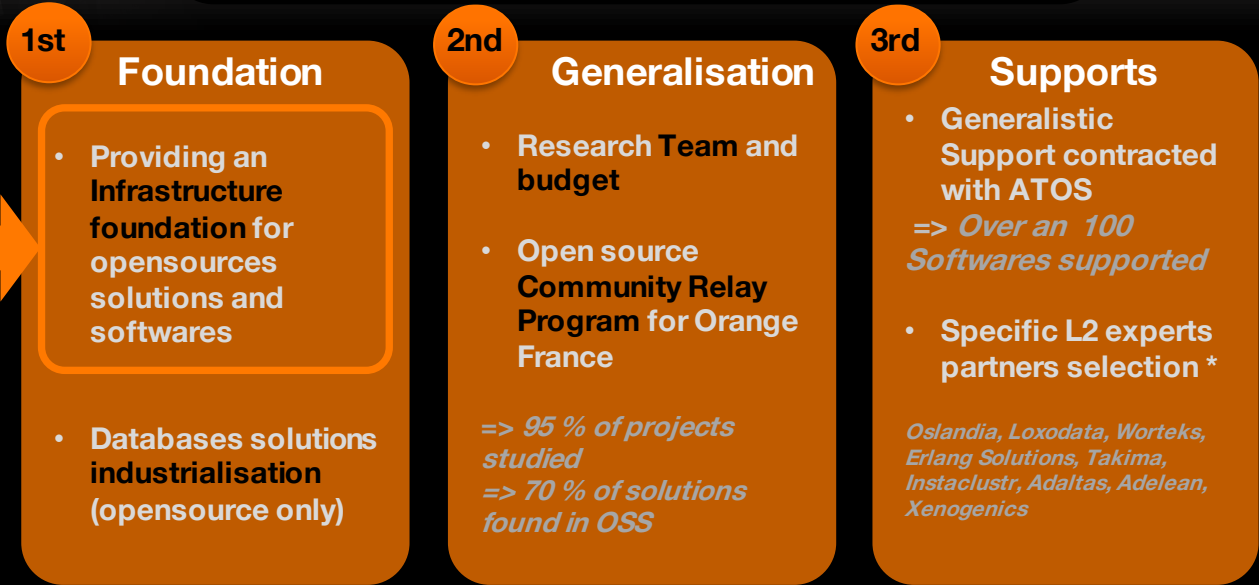 1st
Foundation
• Providing an
Infrastructure
foundation for
opensources
solutions and
softwares
• Databases solutions
industrialisation
(opensource only)
2nd
Generalisation
• Research Team and
budget
• Open source
Community Relay
Program for Orange
France
=> 95 % of projects
studied
=> 70 % of solutions
found in OSS
3rd
Supports
• Generalistic
Support contracted
with ATOS
=> Over an 100
Softwares supported
• Specific L2 experts
partners selection *
Oslandia, Loxodata, Worteks,
Erlang Solutions, Takima,
Instaclustr, Adaltas, Adelean,
Xenogenics